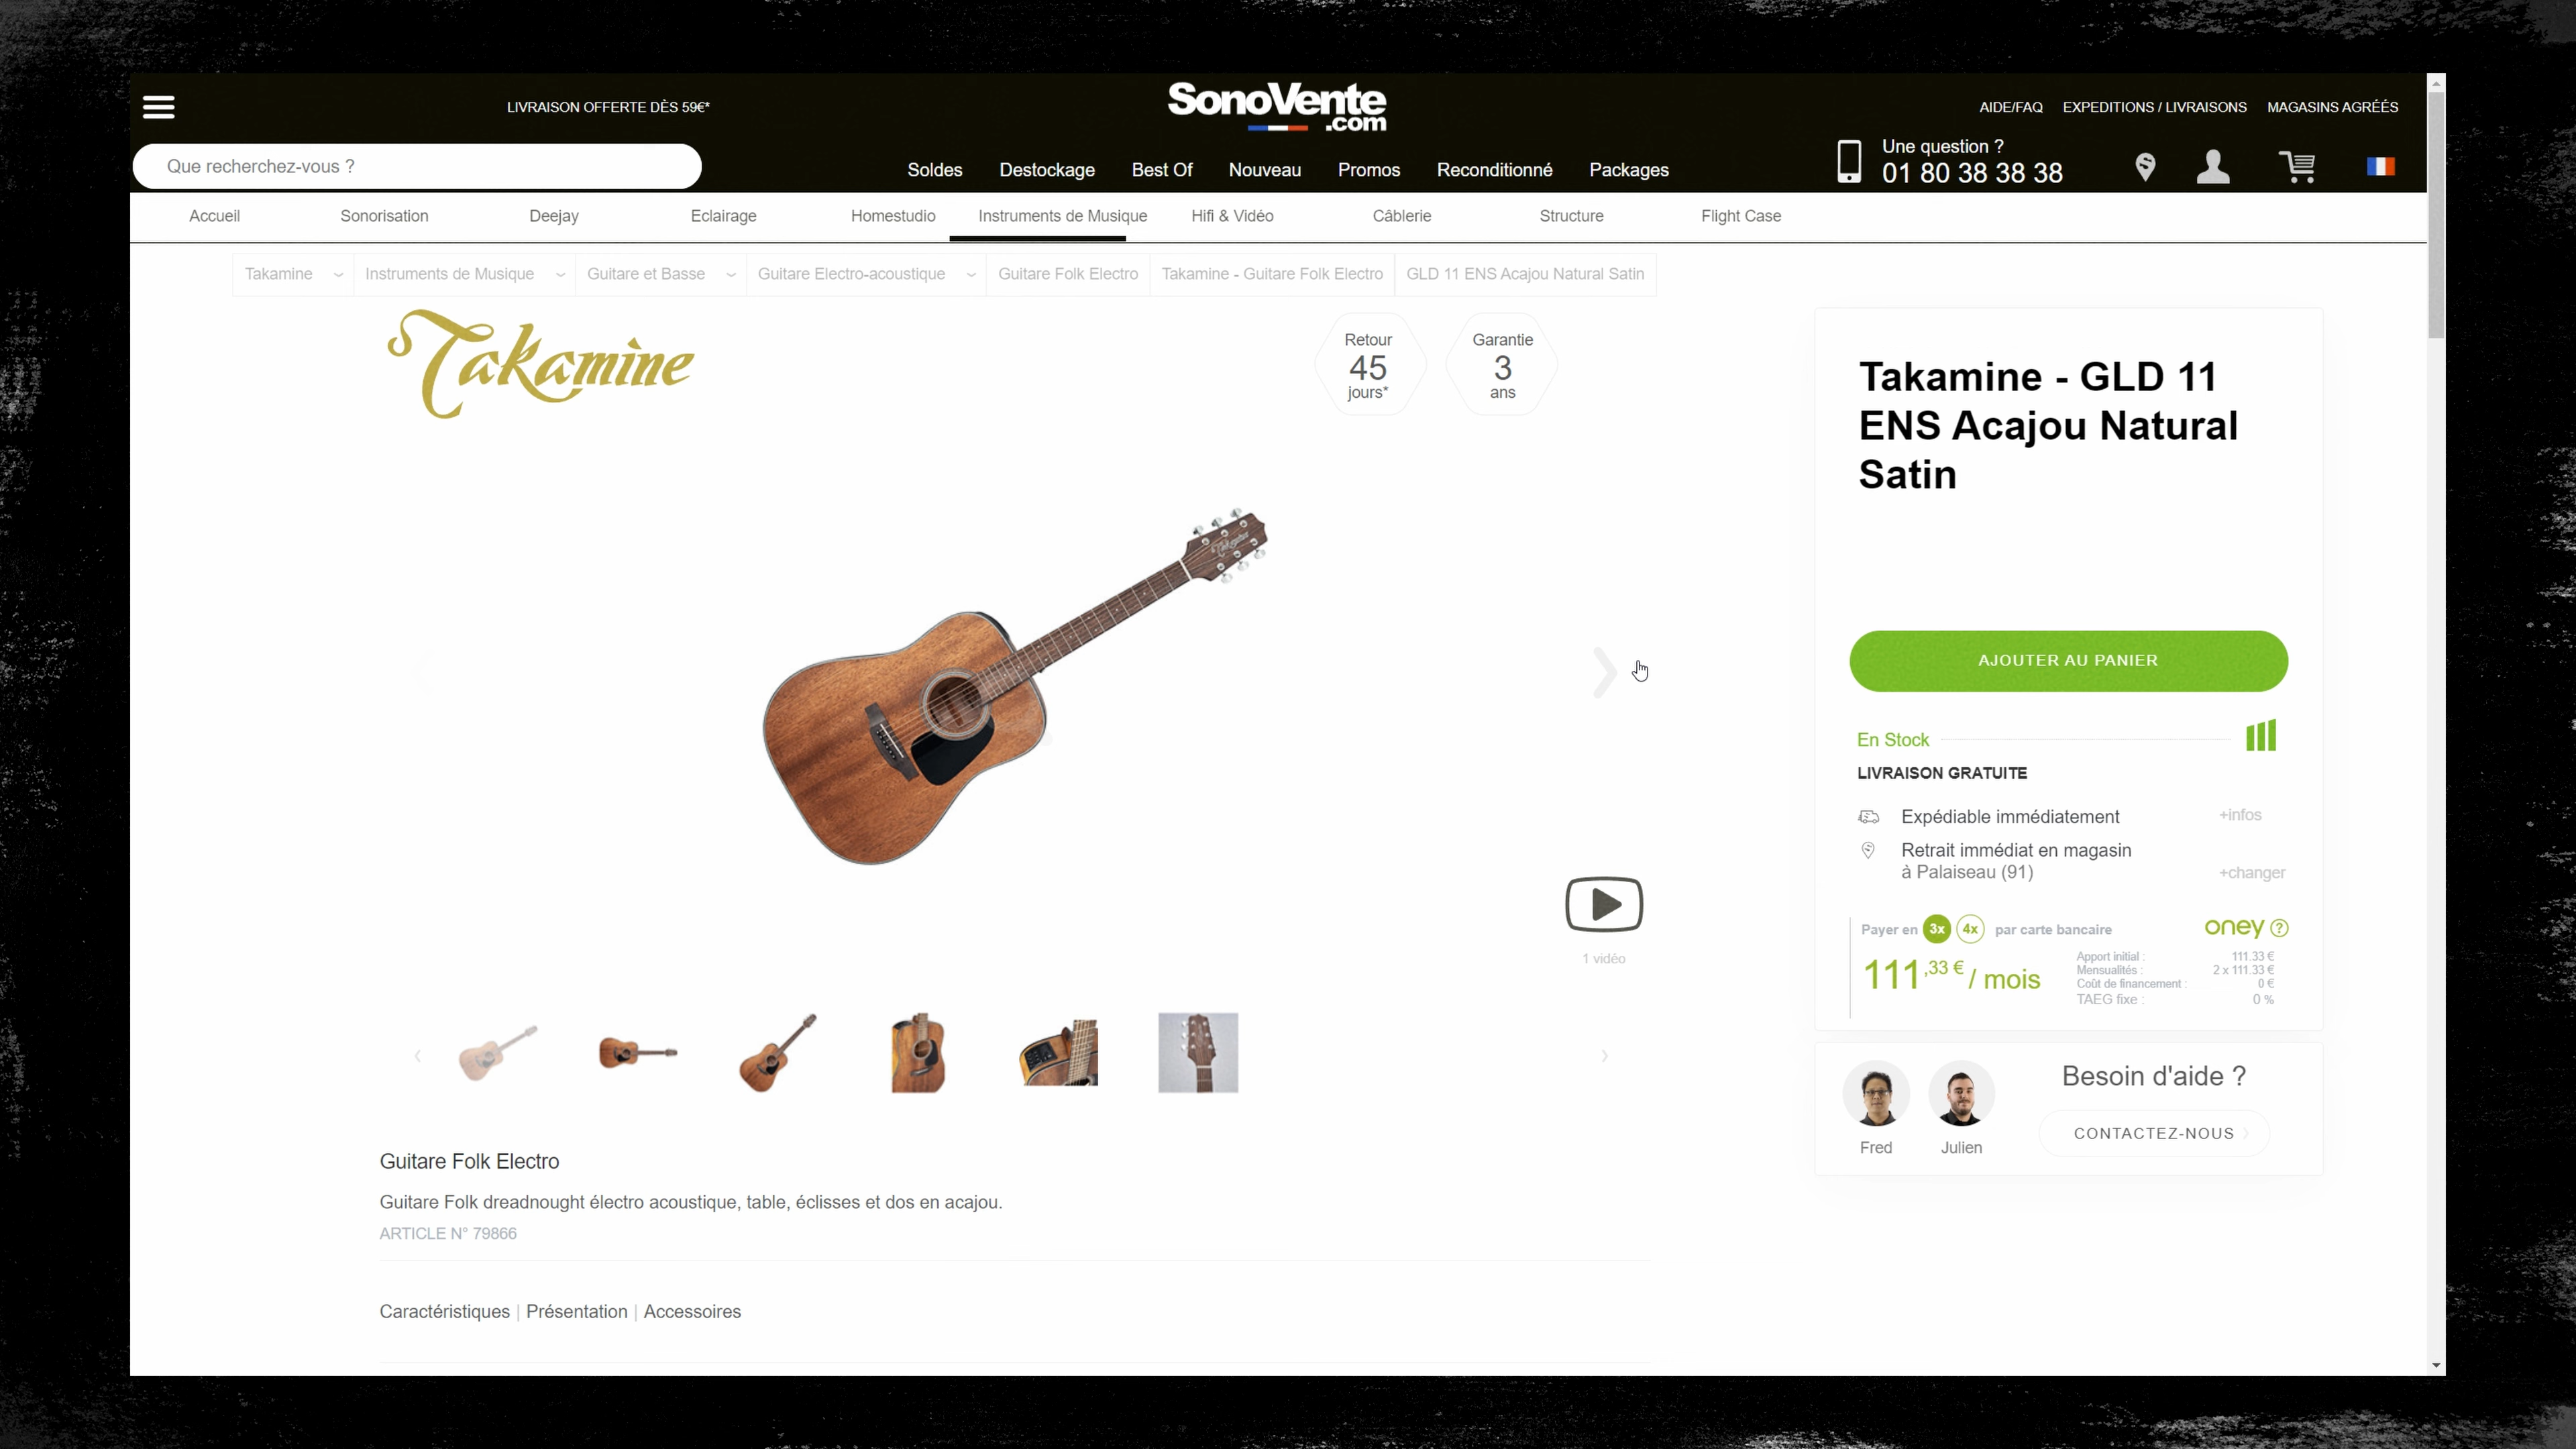 LIVRAISON OFFERTE DÈS 59€*
SonoVente
.com
AIDE/FAQ EXPEDITIONS / LIVRAISONS MAGASINS AGRÉÉS
Que recherchez-vous ?
Soldes Destockage Best Of Nouveau Promos Reconditionné Packages
Une question ?
01 80 38 38 38
Accueil Sonorisation Deejay Eclairage Homestudio Instruments de Musique Hifi & Vidéo Câblerie Structure Flight Case
Takamine Instruments de Musique Guitare et Basse Guitare Electro-acoustique Guitare Folk Electro Takamine - Guitare Folk Electro GLD 11 ENS Acajou Natural Satin
Takamine
Retour
45
jours*
Garantie
3
ans
Takamine
1 vidéo
Guitare Folk Electro
Guitare Folk dreadnought électro acoustique, table, éclisses et dos en acajou.
ARTICLE N° 79866
Caractéristiques | Présentation | Accessoires
Takamine - GLD 11
ENS Acajou Natural
Satin
AJOUTER AU PANIER
En Stock
LIVRAISON GRATUITE
Expédiable immédiatement +infos
Retrait immédiat en magasin
à Palaiseau (91) +changer
Payer en 3x 4x par carte bancaire oney ?
111,33 € / mois
Apport initial : 111.33 €
Mensualités : 2 x 111.33 €
Coût de financement : 0 €
TAEG fixe : 0 %
Besoin d'aide ?
CONTACTEZ-NOUS
Fred Julien